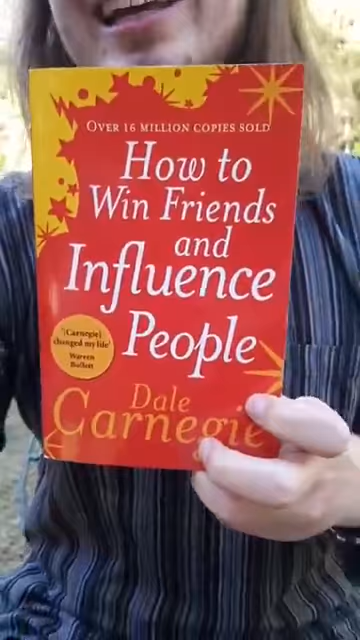 OVER 16 MILLION COPIES SOLD
How to
Win Friends
and
Influence
People
'[Carnegie]
changed my life'
Warren
Buffett
Dale
Carnegie